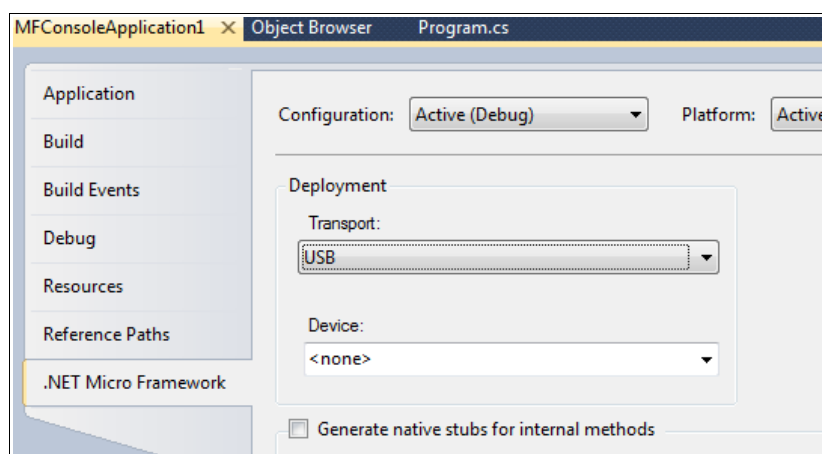 MFConsoleApplication1 Object Browser Program.cs
Application
Build
Build Events
Debug
Resources
Reference Paths
.NET Micro Framework
Configuration: Active (Debug) Platform: Active
Deployment
Transport:
USB
Device:
<none>
Generate native stubs for internal methods